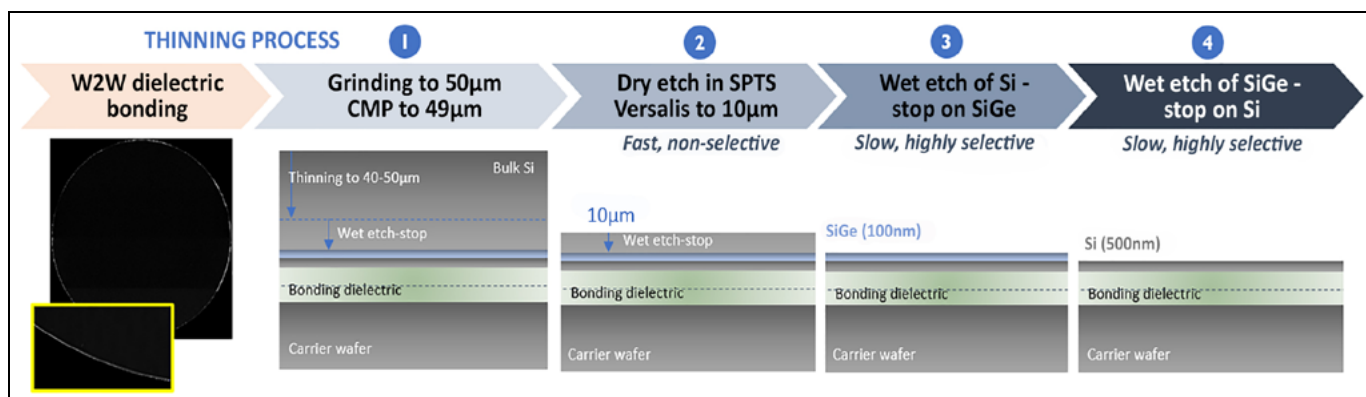 THINNING PROCESS
1
2
3
4
W2W dielectric
bonding
Grinding to 50µm
CMP to 49µm
Dry etch in SPTS
Versalis to 10µm
Wet etch of Si -
stop on SiGe
Wet etch of SiGe -
stop on Si
Fast, non-selective
Slow, highly selective
Slow, highly selective
Bulk Si
Thinning to 40-50µm
Wet etch-stop
Bonding dielectric
Carrier wafer
10µm
Wet etch-stop
Bonding dielectric
Carrier wafer
SiGe (100nm)
Bonding dielectric
Carrier wafer
Si (500nm)
Bonding dielectric
Carrier wafer